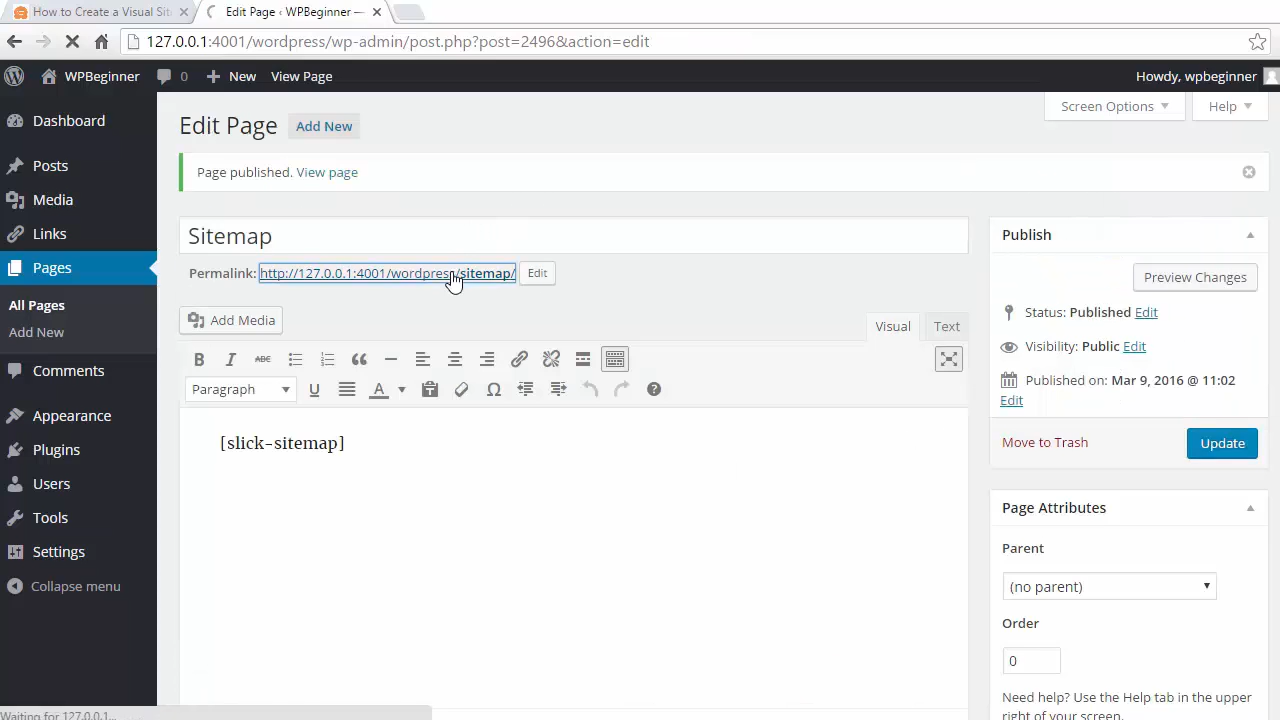 How to Create a Visual Sit
Edit Page ‹ WPBeginner —
127.0.0.1:4001/wordpress/wp-admin/post.php?post=2496&action=edit
WPBeginner 0 New View Page Howdy, wpbeginner
Screen Options Help
Dashboard
Posts
Media
Links
Pages
All Pages
Add New
Comments
Appearance
Plugins
Users
Tools
Settings
Collapse menu
Edit Page Add New
Page published. View page
Sitemap
Permalink: http://127.0.0.1:4001/wordpress/sitemap/ Edit
Add Media
Visual Text
B I ABC
Paragraph U A Ω
[slick-sitemap]
Publish
Preview Changes
Status: Published Edit
Visibility: Public Edit
Published on: Mar 9, 2016 @ 11:02
Edit
Move to Trash Update
Page Attributes
Parent
(no parent)
Order
0
Need help? Use the Help tab in the upper
right of your screen.
Waiting for 127.0.0.1...